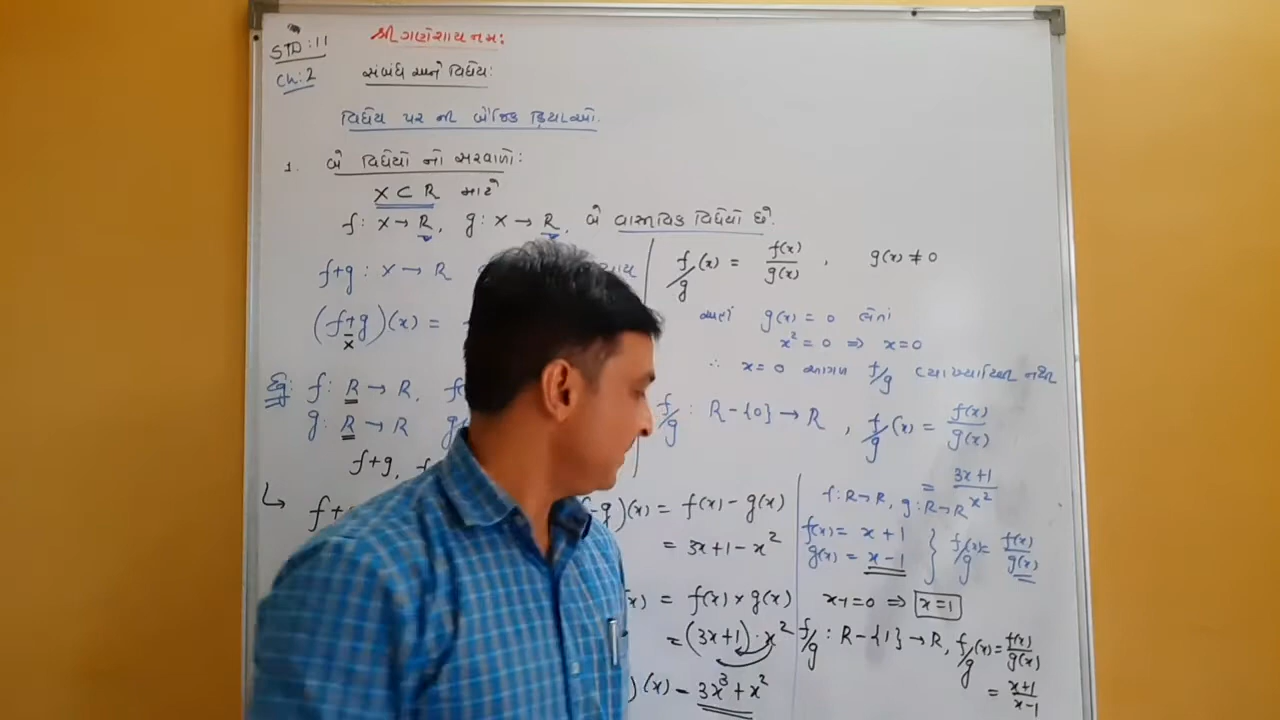 STD:11
Ch:2
શ્રી ગણેશાય નમઃ
સંબંધ અને વિધેય:
વિધેય પર ની બૈજિક ક્રિયાઓ.
1. બે વિધેયો નો સરવાળો:
X ⊂ R માટે
f: X → R, g: X → R, બે વાસ્તવિક વિધેયો છે.
f+g : X → R
(f+g)(x) =
x
Eg: f: R → R,
g: R → R
f+g,
f/g (x) = f(x)/g(x) , g(x) ≠ 0
અહીં g(x) = 0 લેતાં
x² = 0 ⇒ x=0
∴ x=0 આગળ f/g વ્યાખ્યાયિત નથી
f/g : R-{0} → R , f/g (x) = f(x)/g(x)
= 3x+1/x²
)(x) = f(x) - g(x)
= 3x+1 - x²
(x) = f(x) x g(x)
= (3x+1) · x²
)(x) = 3x³ + x²
f: R→R, g: R→R
f(x) = x+1
g(x) = x-1 } f/g (x) = f(x)/g(x)
x-1=0 ⇒ x=1
f/g : R-{1} → R, f/g (x) = f(x)/g(x)
= x+1/x-1